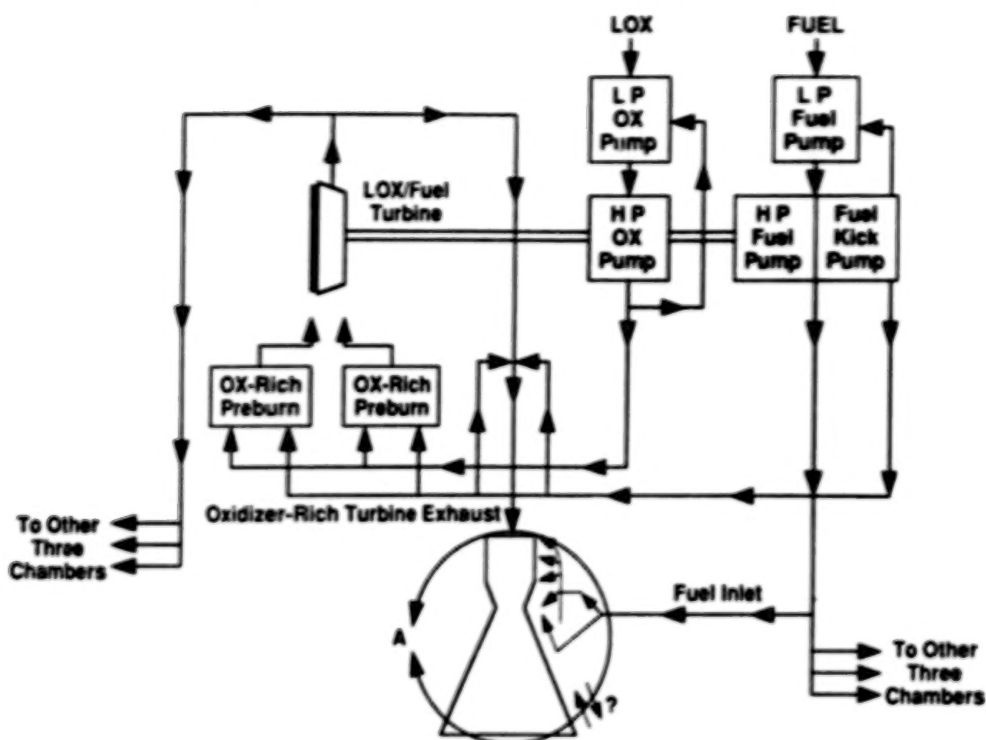 LOX
FUEL
L P
OX
Pump
L P
Fuel
Pump
LOX/Fuel
Turbine
H P
OX
Pump
H P
Fuel
Pump
Fuel
Kick
Pump
OX-Rich
Preburn
OX-Rich
Preburn
Oxidizer-Rich Turbine Exhaust
To Other
Three
Chambers
Fuel Inlet
A
?
To Other
Three
Chambers